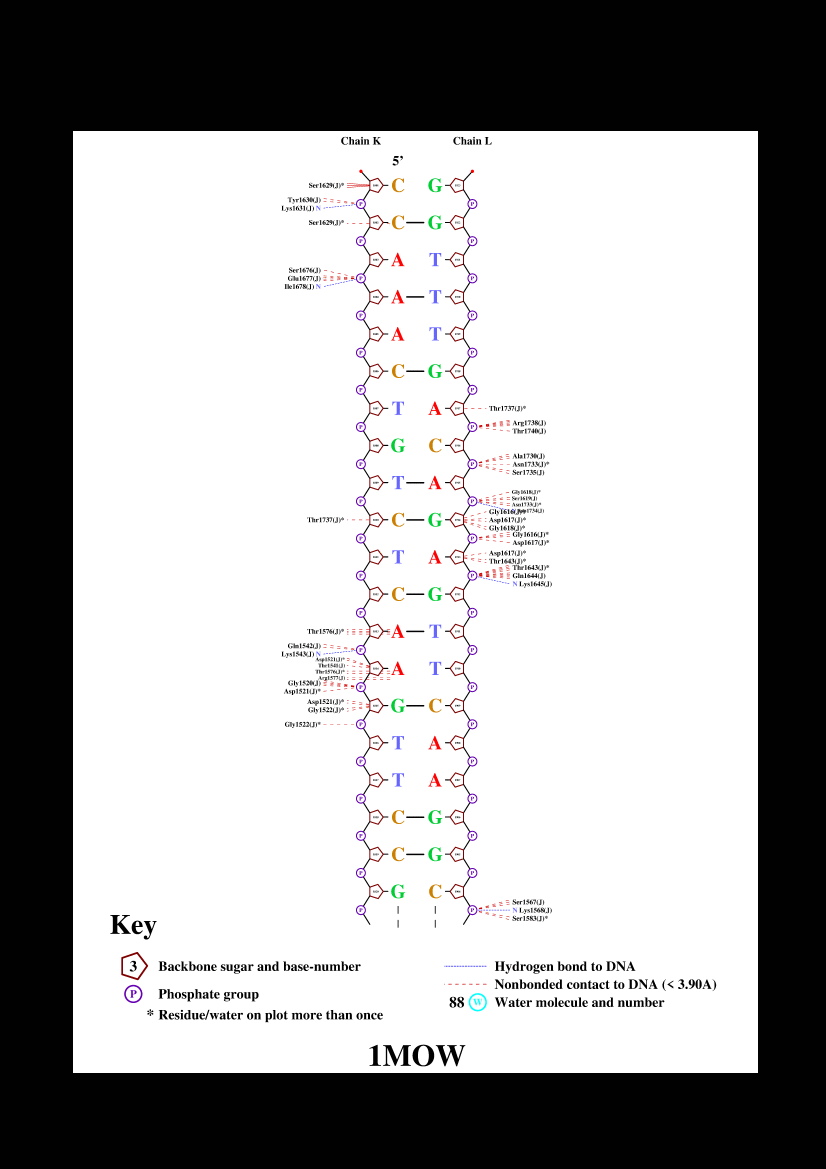 Chain K Chain L
5’
Ser1629(J)* C G
Tyr1630(J)
P P
Lys1631(J) N
Ser1629(J)* C G
P P
A T
Ser1676(J)
Glu1677(J) P P
Ile1678(J) N
A T
P P
A T
P P
C G
P P
T A Thr1737(J)*
Arg1738(J)
P P
Thr1740(J)
G C
Ala1730(J)
P P Asn1733(J)*
Ser1735(J)
T A
Gly1618(J)*
Ser1619(J)
P P
Asn1733(J)*
Thr1737(J)* C G Asp1617(J)*
Gly1618(J)*
Gly1616(J)*
P P
Asp1617(J)*
Asp1617(J)*
T A
Thr1643(J)*
Thr1643(J)*
P P Gln1644(J)
N Lys1645(J)
C G
P P
Thr1576(J)* A T
Gln1542(J)
P P
Lys1543(J) N
Asp1521(J)*
Thr1541(J)
A T
Thr1576(J)*
Arg1577(J)
Gly1520(J)
P P
Asp1521(J)*
Asp1521(J)*
G C
Gly1522(J)*
Gly1522(J)* P P
T A
P P
T A
P P
C G
P P
C G
P P
G C
Ser1567(J)
P P N Lys1568(J)
Ser1583(J)*
Key
3 Backbone sugar and base-number
P Phosphate group
* Residue/water on plot more than once
Hydrogen bond to DNA
Nonbonded contact to DNA (< 3.90A)
88 W Water molecule and number
1MOW